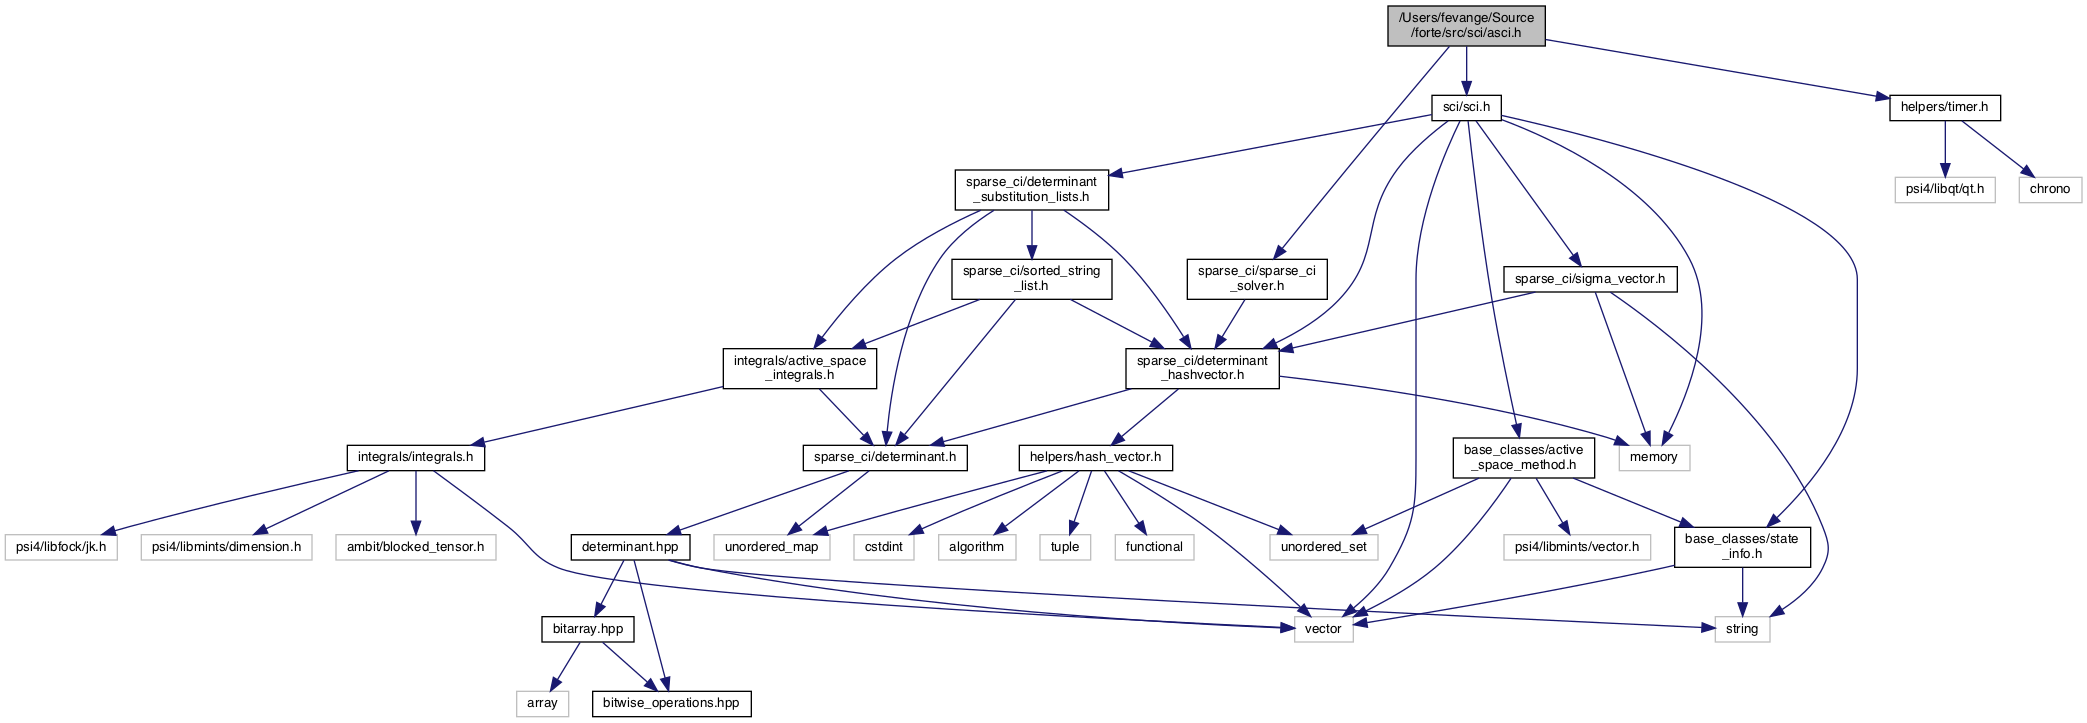 /Users/fevange/Source
/forte/src/sci/asci.h
sci/sci.h
helpers/timer.h
sparse_ci/determinant
_substitution_lists.h
psi4/libqt/qt.h
chrono
sparse_ci/sorted_string
_list.h
sparse_ci/sparse_ci
_solver.h
sparse_ci/sigma_vector.h
integrals/active_space
_integrals.h
sparse_ci/determinant
_hashvector.h
integrals/integrals.h
sparse_ci/determinant.h
helpers/hash_vector.h
base_classes/active
_space_method.h
memory
psi4/libfock/jk.h
psi4/libmints/dimension.h
ambit/blocked_tensor.h
determinant.hpp
unordered_map
cstdint
algorithm
tuple
functional
unordered_set
psi4/libmints/vector.h
base_classes/state
_info.h
bitarray.hpp
vector
string
array
bitwise_operations.hpp